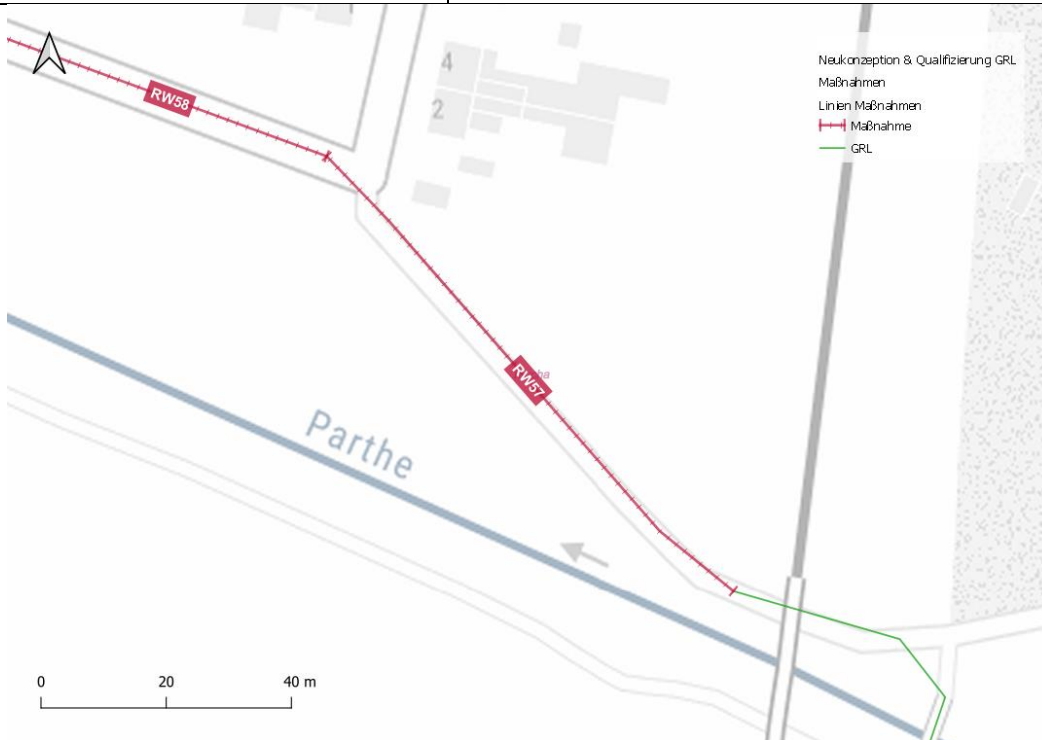 RW58
4
2
Neukonzeption & Qualifizierung GRL
Maßnahmen
Linien Maßnahmen
Maßnahme
GRL
RW57
Parthe
0 20 40 m